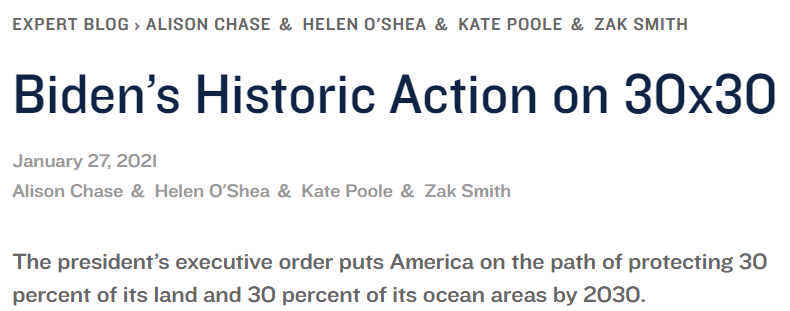 EXPERT BLOG › ALISON CHASE & HELEN O'SHEA & KATE POOLE & ZAK SMITH
Biden's Historic Action on 30x30
January 27, 2021
Alison Chase & Helen O'Shea & Kate Poole & Zak Smith
The president's executive order puts America on the path of protecting 30
percent of its land and 30 percent of its ocean areas by 2030.